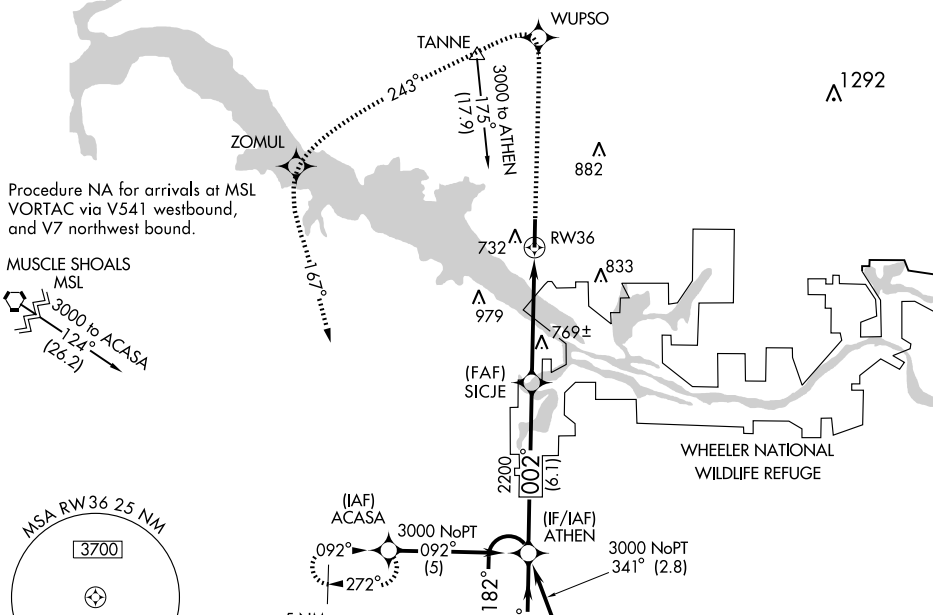 WUPSO
TANNE
243°
3000 to ATHEN
175°
(17.9)
1292
ZOMUL
882
Procedure NA for arrivals at MSL
VORTAC via V541 westbound,
and V7 northwest bound.
732
RW36
MUSCLE SHOALS
MSL
3000 to ACASA
124°
(26.2)
167°
833
979
769±
(FAF)
SICJE
WHEELER NATIONAL
WILDLIFE REFUGE
2200
002°
(6.1)
MSA RW36 25 NM
3700
(IAF)
ACASA
3000 NoPT
092°
(5)
092°
272°
(IF/IAF)
ATHEN
3000 NoPT
341° (2.8)
182°